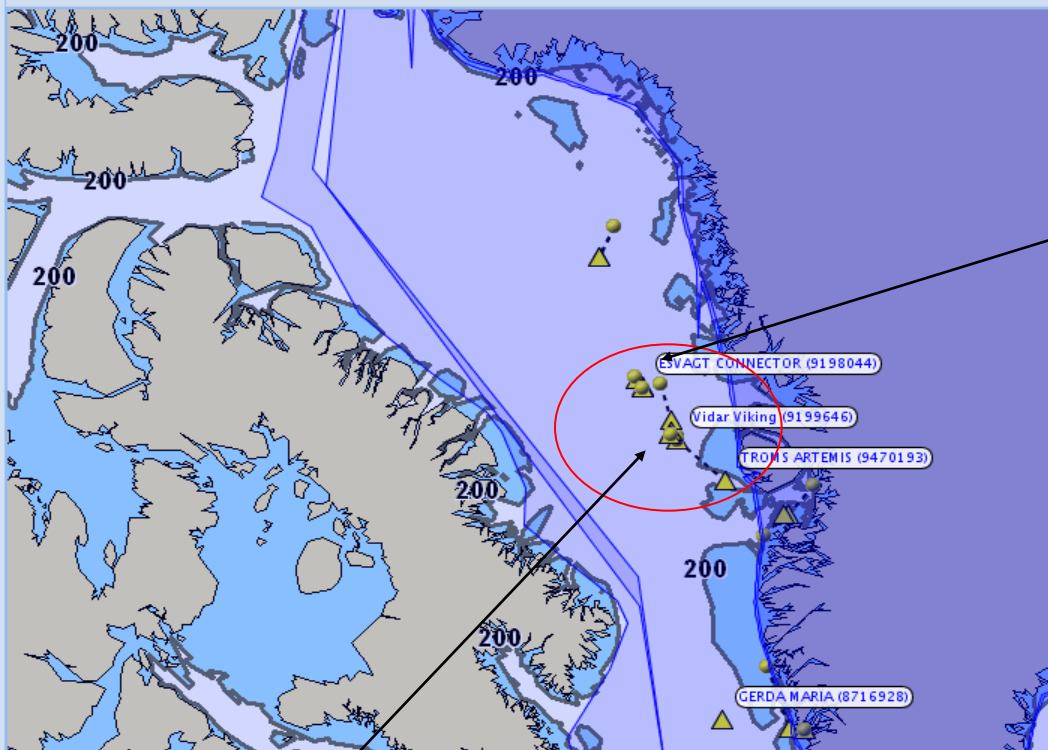 200
200
200
200
ESVAGT CONNECTOR (9198044)
Vidar Viking (9199646)
TROMS ARTEMIS (9470193)
200
200
200
GERDA MARIA (8716928)